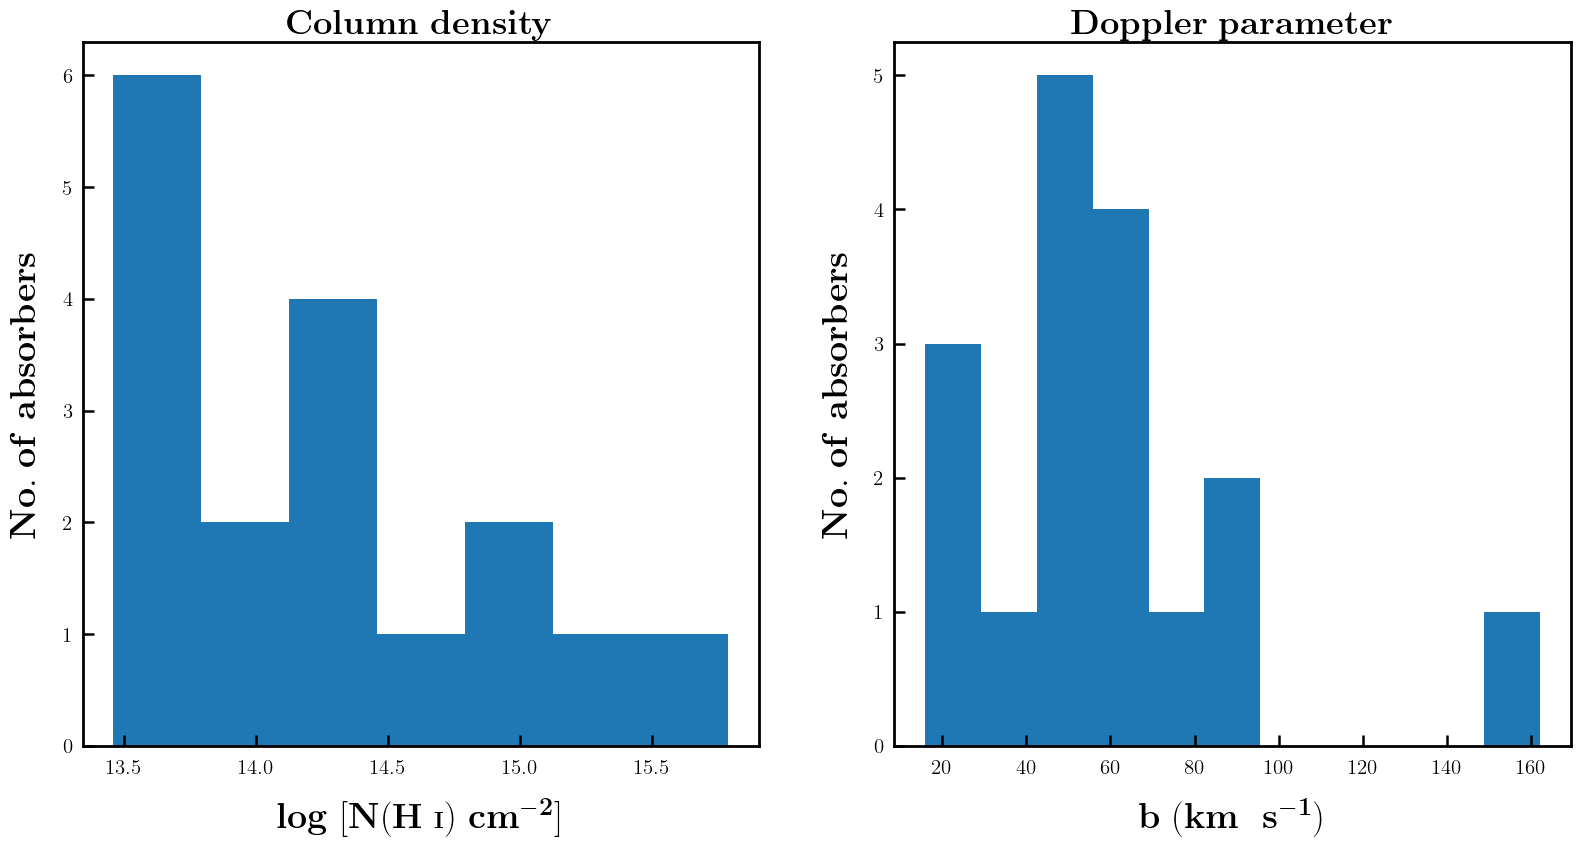 Column density
6
5
4
3
2
1
0
No. of absorbers
13.5 14.0 14.5 15.0 15.5
log [N(H ɪ) cm⁻²]
Doppler parameter
5
4
3
2
1
0
No. of absorbers
20 40 60 80 100 120 140 160
b (km s⁻¹)